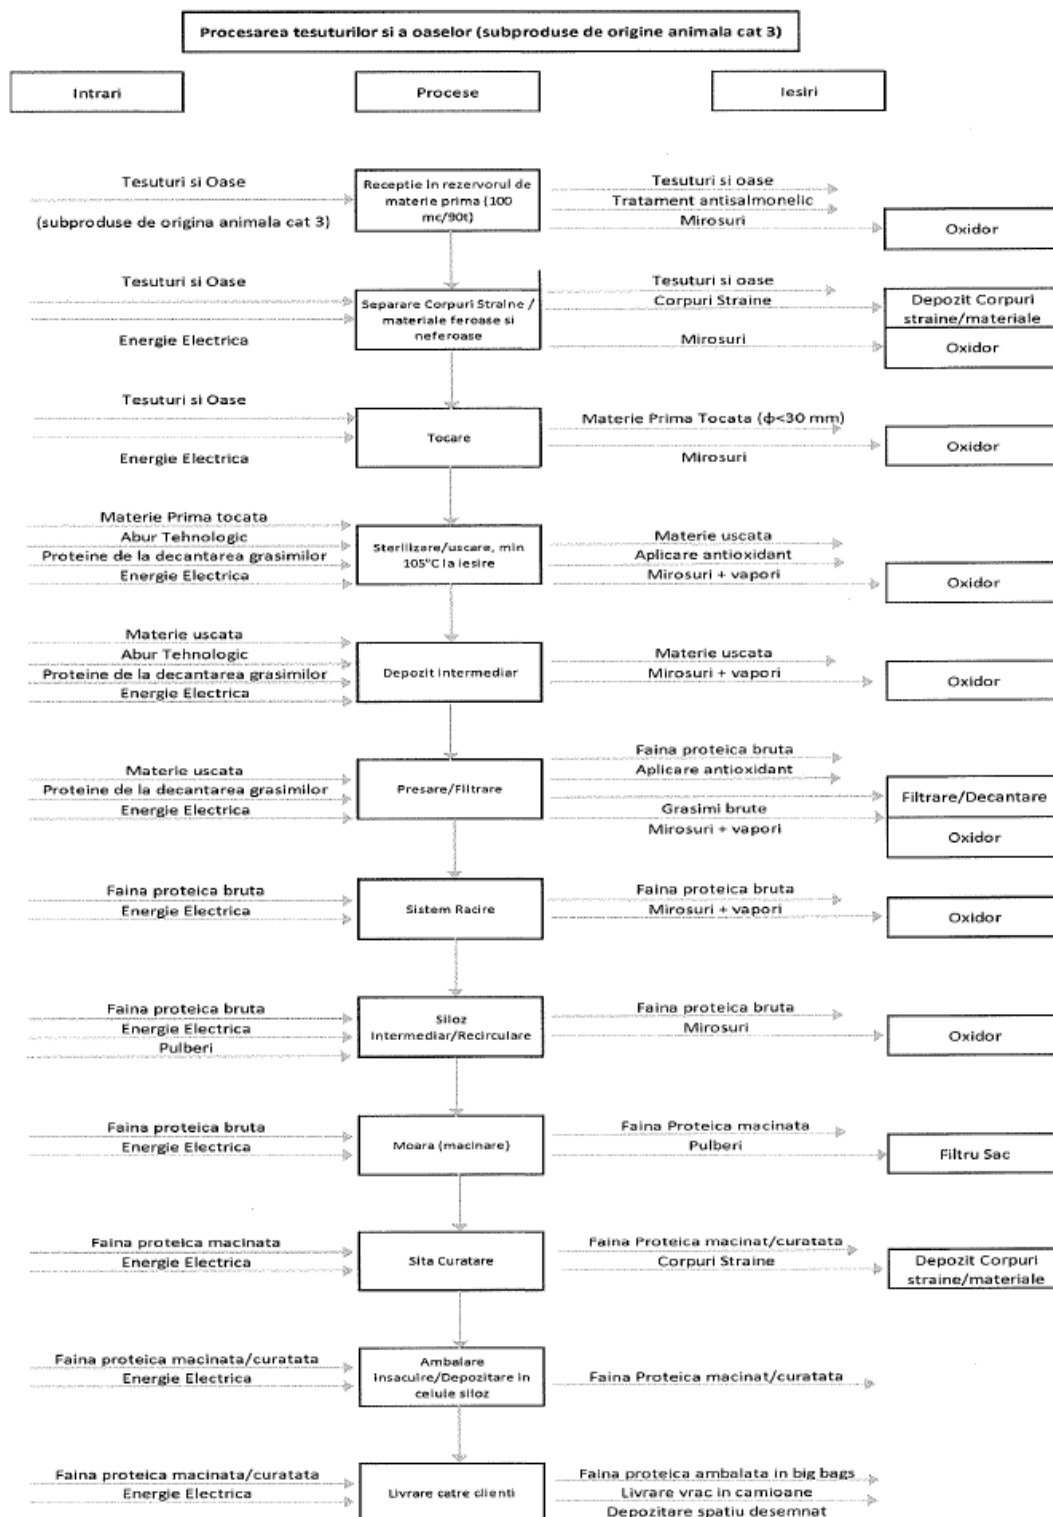 Procesarea tesuturilor si a oaselor (subproduse de origine animala cat 3)
Intrari
Procese
Iesiri
Tesuturi si Oase
(subproduse de origina animala cat 3)
Receptie in rezervorul de
materie prima (100
mc/90t)
Tesuturi si oase
Tratament antisalmonelic
Mirosuri
Oxidor
Tesuturi si Oase
Energie Electrica
Separare Corpuri Straine /
materiale feroase si
neferoase
Tesuturi si oase
Corpuri Straine
Mirosuri
Depozit Corpuri
straine/materiale
Oxidor
Tesuturi si Oase
Energie Electrica
Tocare
Materie Prima Tocata (ф<30 mm)
Mirosuri
Oxidor
Materie Prima tocata
Abur Tehnologic
Proteine de la decantarea grasimilor
Energie Electrica
Sterilizare/uscare, min
105°C la iesire
Materie uscata
Aplicare antioxidant
Mirosuri + vapori
Oxidor
Materie uscata
Abur Tehnologic
Proteine de la decantarea grasimilor
Energie Electrica
Depozit Intermediar
Materie uscata
Mirosuri + vapori
Oxidor
Materie uscata
Proteine de la decantarea grasimilor
Energie Electrica
Presare/Filtrare
Faina proteica bruta
Aplicare antioxidant
Grasimi brute
Mirosuri + vapori
Filtrare/Decantare
Oxidor
Faina proteica bruta
Energie Electrica
Sistem Racire
Faina proteica bruta
Mirosuri + vapori
Oxidor
Faina proteica bruta
Energie Electrica
Pulberi
Siloz
Intermediar/Recirculare
Faina proteica bruta
Mirosuri
Oxidor
Faina proteica bruta
Energie Electrica
Moara (macinare)
Faina Proteica macinata
Pulberi
Filtru Sac
Faina proteica macinata
Energie Electrica
Sita Curatare
Faina Proteica macinat/curatata
Corpuri Straine
Depozit Corpuri
straine/materiale
Faina proteica macinata/curatata
Energie Electrica
Ambalare
insacuire/Depozitare in
celule siloz
Faina Proteica macinat/curatata
Faina proteica macinata/curatata
Energie Electrica
Livrare catre clienti
Faina proteica ambalata in big bags
Livrare vrac in camioane
Depozitare spatiu desemnat